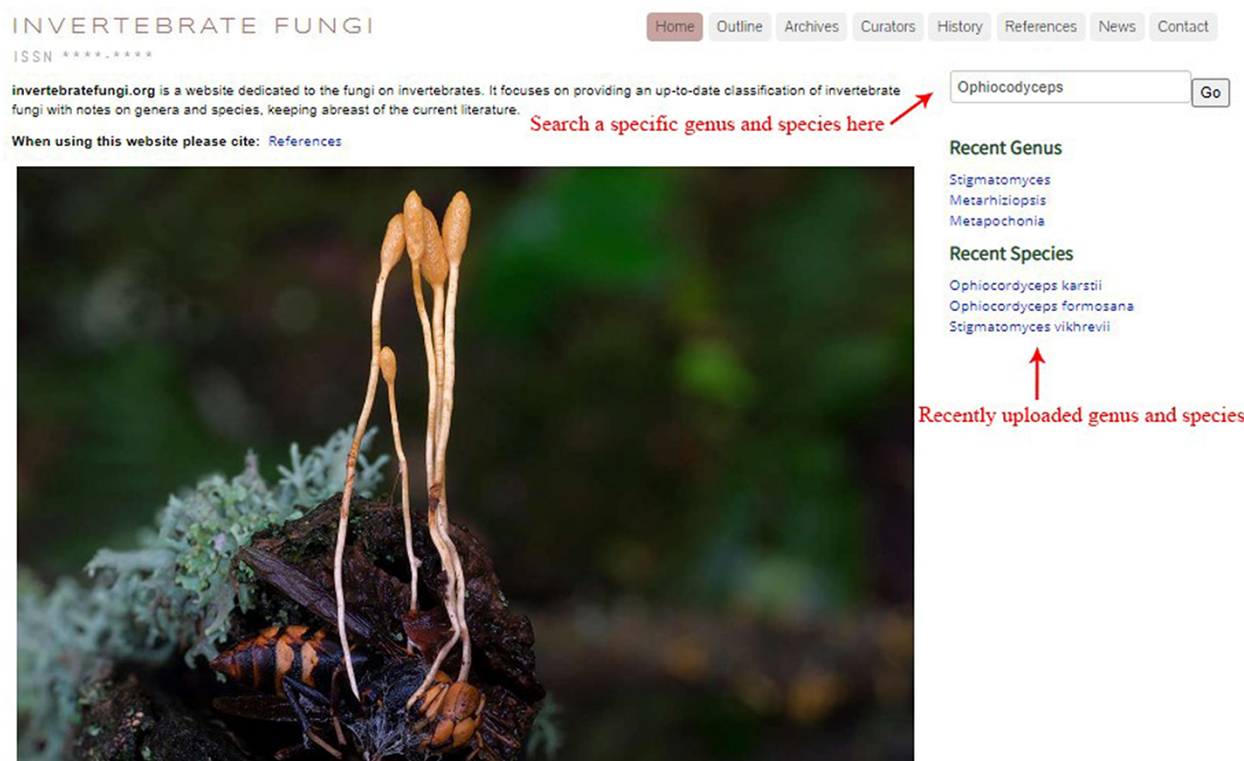 INVERTEBRATE FUNGI
ISSN ****-****
Home Outline Archives Curators History References News Contact
invertebratefungi.org is a website dedicated to the fungi on invertebrates. It focuses on providing an up-to-date classification of invertebrate
fungi with notes on genera and species, keeping abreast of the current literature.
When using this website please cite: References
Search a specific genus and species here
Ophiocodyceps
Go
Recent Genus
Stigmatomyces
Metarhiziopsis
Metapochonia
Recent Species
Ophiocordyceps karstii
Ophiocordyceps formosana
Stigmatomyces vikhrevii
Recently uploaded genus and species